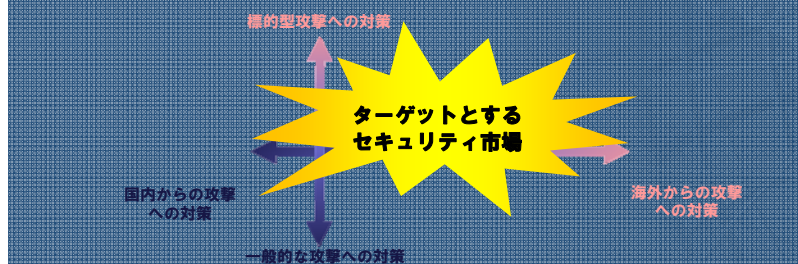 標的型攻撃への対策
ターゲットとする
セキュリティ市場
国内からの攻撃
への対策
海外からの攻撃
への対策
一般的な攻撃への対策